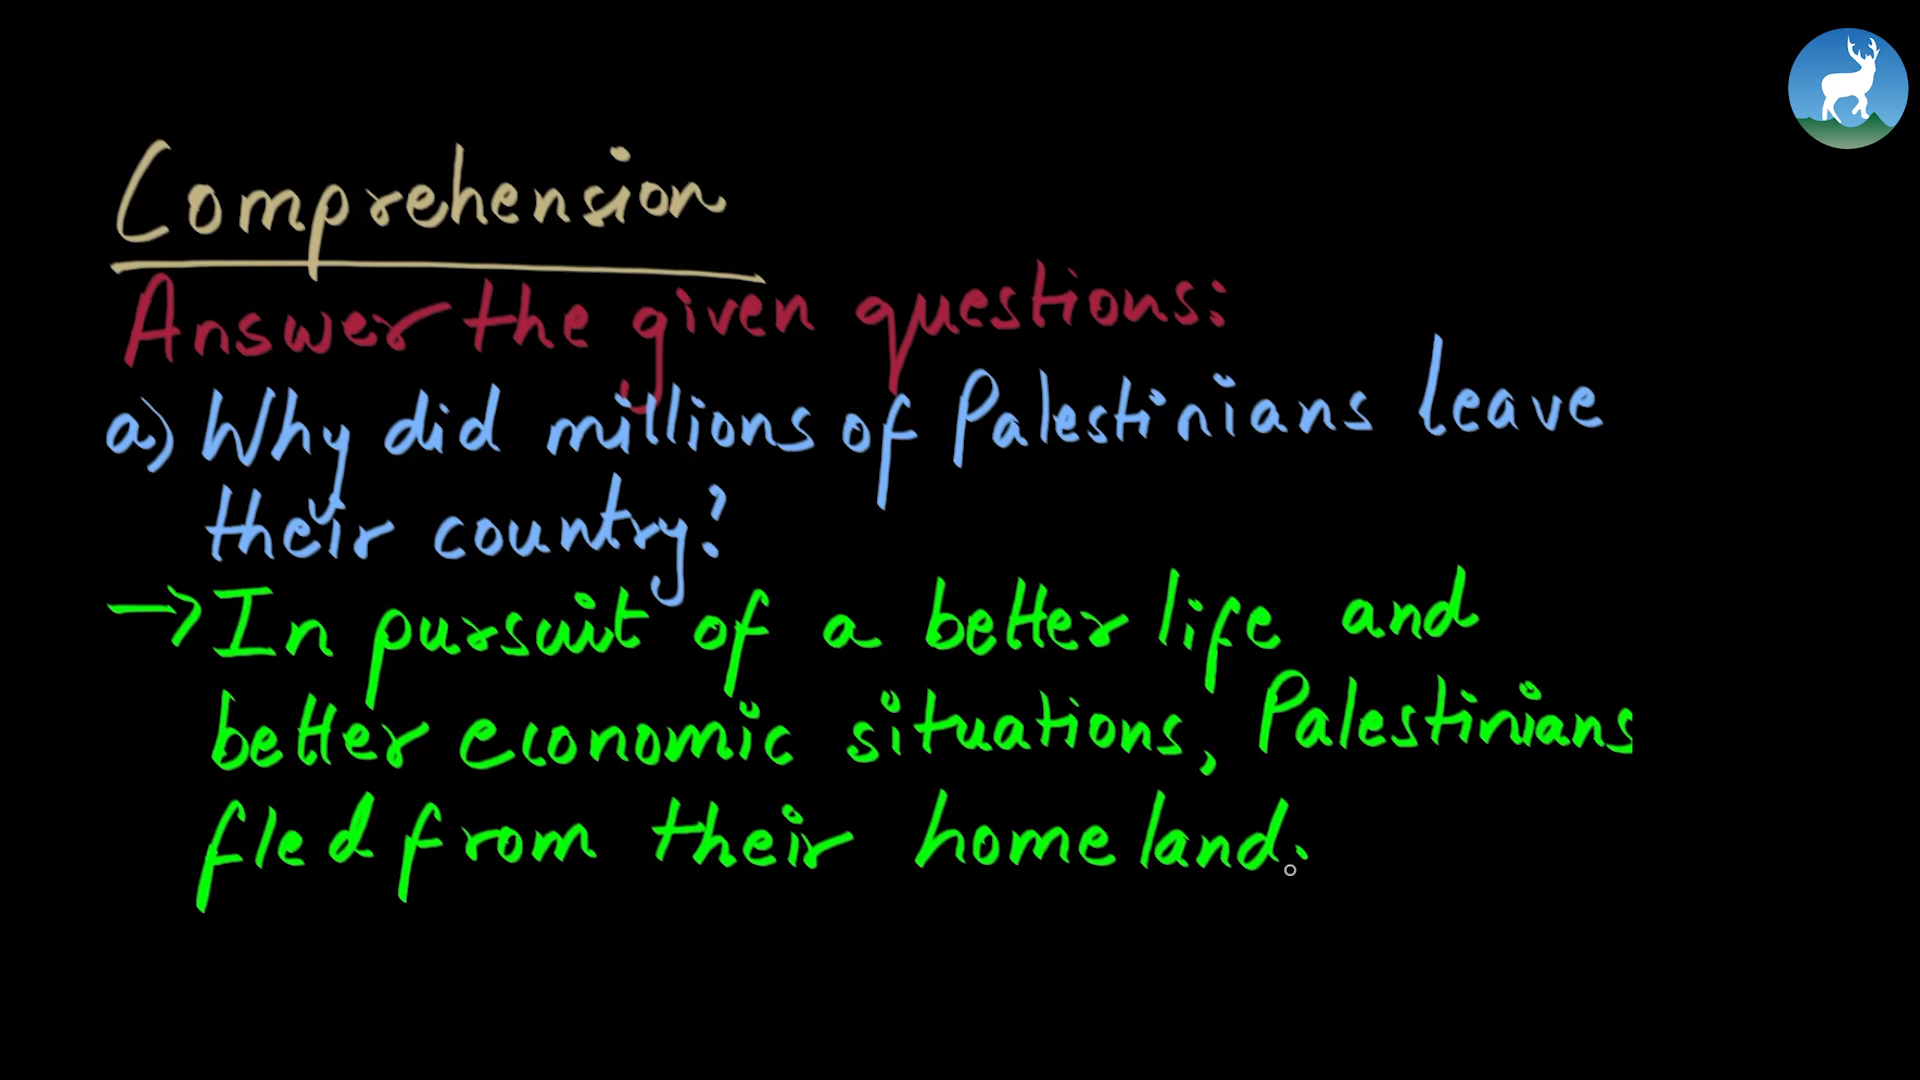 Comprehension
Answer the given questions:
a) Why did millions of Palestinians leave
their country?
→ In pursuit of a better life and
better economic situations, Palestinians
fled from their homeland.